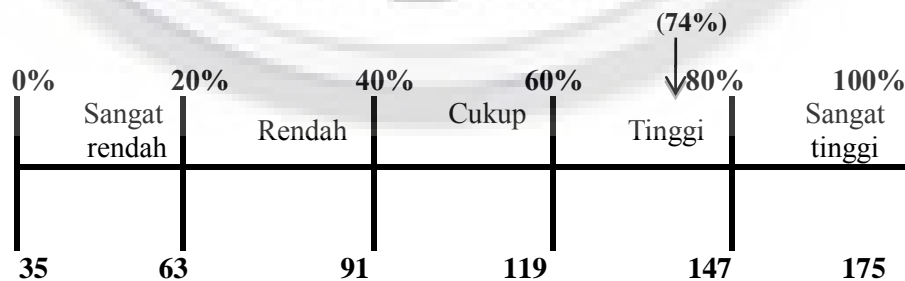 (74%)
0% 20% 40% 60% 80% 100%
Sangat rendah Rendah Cukup Tinggi Sangat tinggi
35 63 91 119 147 175